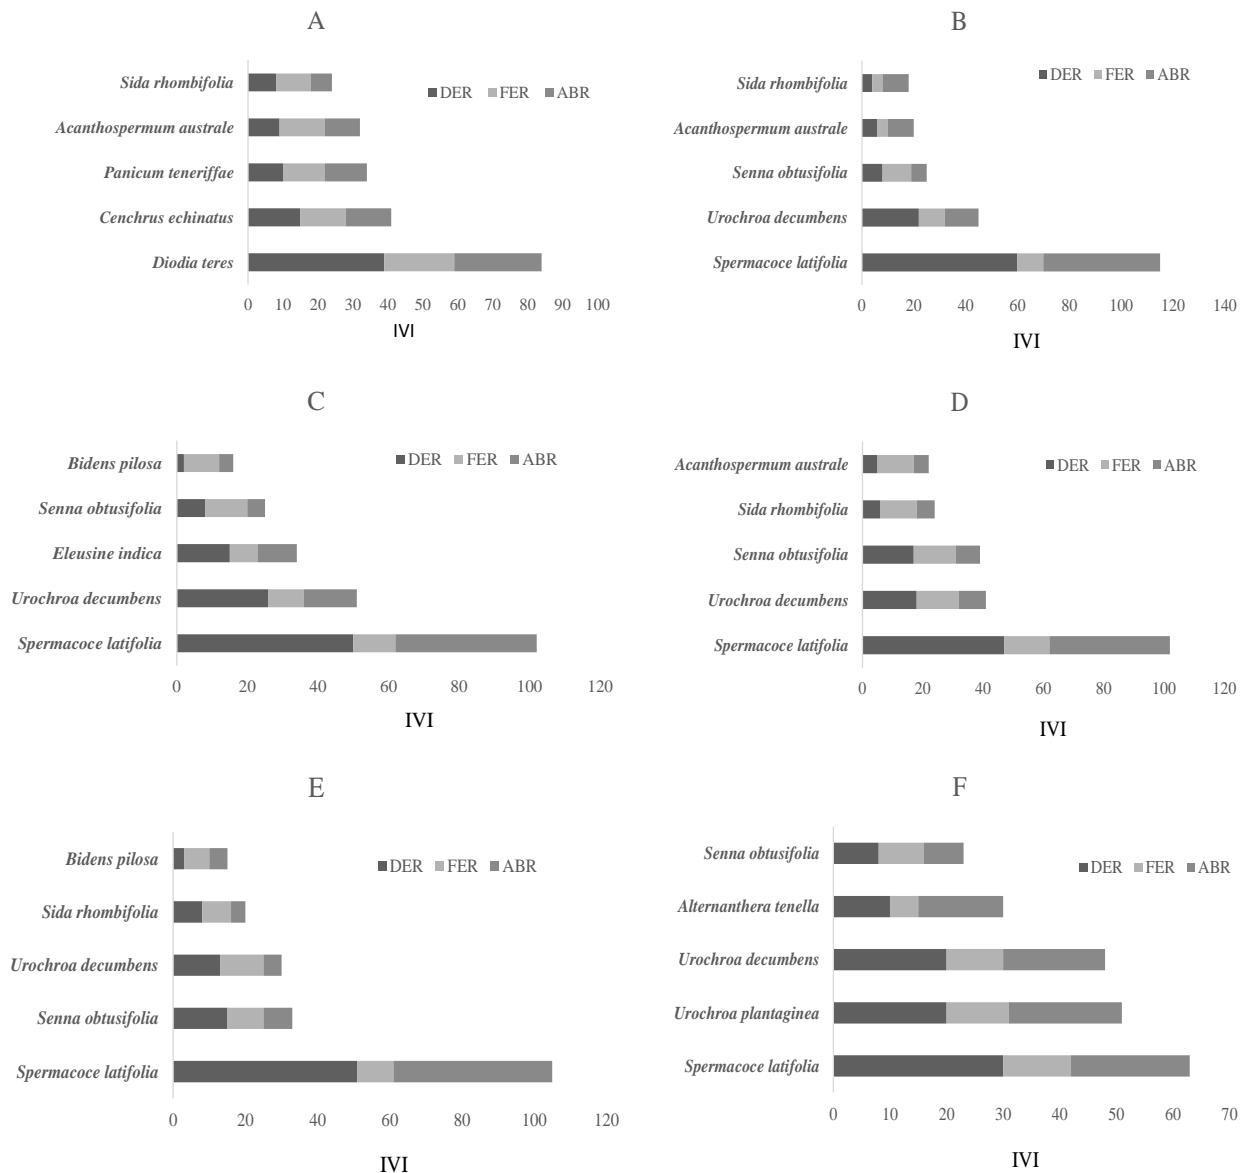 A
Sida rhombifolia
Acanthospermum australe
Panicum teneriffae
Cenchrus echinatus
Diodia teres
DER FER ABR
0 10 20 30 40 50 60 70 80 90 100
IVI
B
Sida rhombifolia
Acanthospermum australe
Senna obtusifolia
Urochroa decumbens
Spermacoce latifolia
DER FER ABR
0 20 40 60 80 100 120 140
IVI
C
Bidens pilosa
Senna obtusifolia
Eleusine indica
Urochroa decumbens
Spermacoce latifolia
DER FER ABR
0 20 40 60 80 100 120
IVI
D
Acanthospermum australe
Sida rhombifolia
Senna obtusifolia
Urochroa decumbens
Spermacoce latifolia
DER FER ABR
0 20 40 60 80 100 120
IVI
E
Bidens pilosa
Sida rhombifolia
Urochroa decumbens
Senna obtusifolia
Spermacoce latifolia
DER FER ABR
0 20 40 60 80 100 120
IVI
F
Senna obtusifolia
Alternanthera tenella
Urochroa decumbens
Urochroa plantaginea
Spermacoce latifolia
DER FER ABR
0 10 20 30 40 50 60 70
IVI